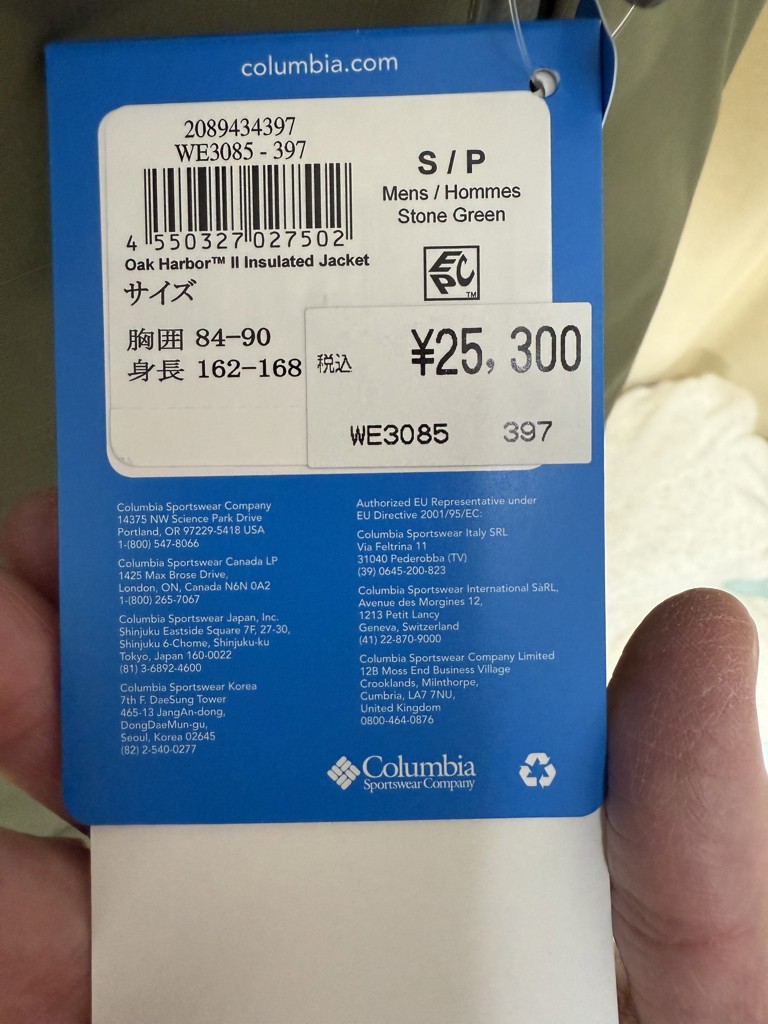 columbia.com
2089434397
WE3085 - 397
4 550327 027502
Oak Harbor™ II Insulated Jacket
サイズ
胸囲 84-90
身長 162-168
S / P
Mens / Hommes
Stone Green
EPC™
税込 ¥25,300
WE3085 397
Columbia Sportswear Company
14375 NW Science Park Drive
Portland, OR 97229-5418 USA
1-(800) 547-8066
Columbia Sportswear Canada LP
1425 Max Brose Drive,
London, ON, Canada N6N 0A2
1-(800) 265-7067
Columbia Sportswear Japan, Inc.
Shinjuku Eastside Square 7F, 27-30,
Shinjuku 6-Chome, Shinjuku-ku
Tokyo, Japan 160-0022
(81) 3-6892-4600
Columbia Sportswear Korea
7th F. DaeSung Tower
465-13 JangAn-dong,
DongDaeMun-gu,
Seoul, Korea 02645
(82) 2-540-0277
Authorized EU Representative under
EU Directive 2001/95/EC:
Columbia Sportswear Italy SRL
Via Feltrina 11
31040 Pederobba (TV)
(39) 0645-200-823
Columbia Sportswear International SàRL,
Avenue des Morgines 12,
1213 Petit Lancy
Geneva, Switzerland
(41) 22-870-9000
Columbia Sportswear Company Limited
12B Moss End Business Village
Crooklands, Milnthorpe,
Cumbria, LA7 7NU,
United Kingdom
0800-464-0876
Columbia
Sportswear Company